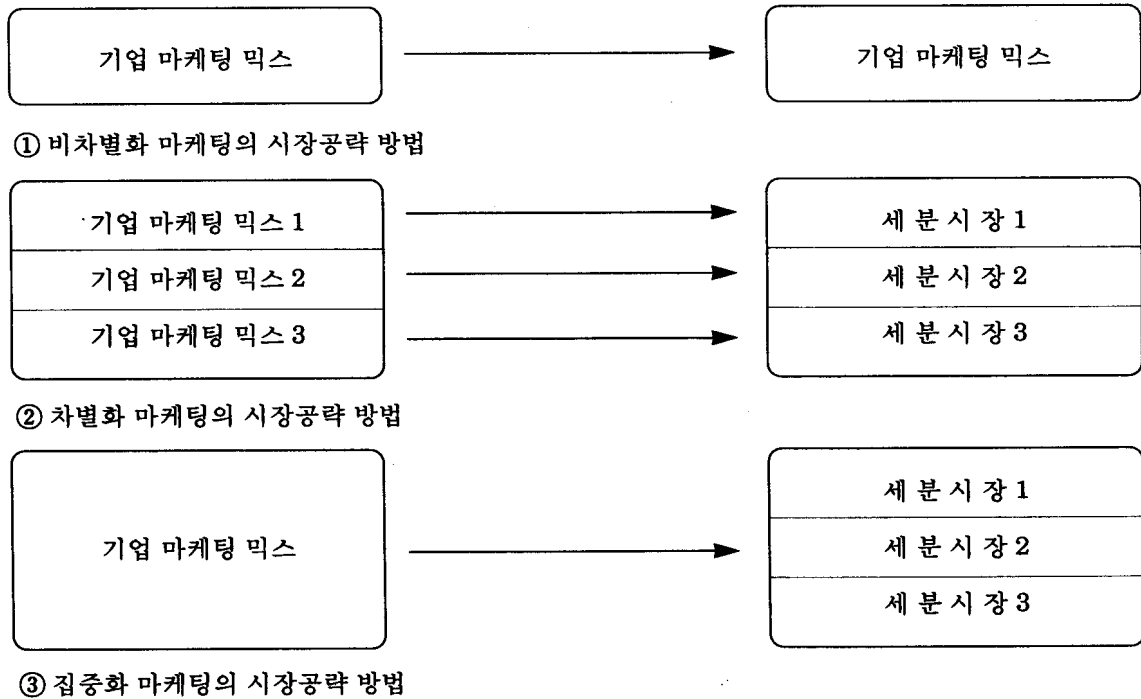 기업 마케팅 믹스 기업 마케팅 믹스
① 비차별화 마케팅의 시장공략 방법
기업 마케팅 믹스 1 세 분 시 장 1
기업 마케팅 믹스 2 세 분 시 장 2
기업 마케팅 믹스 3 세 분 시 장 3
② 차별화 마케팅의 시장공략 방법
세 분 시 장 1
기업 마케팅 믹스 세 분 시 장 2
세 분 시 장 3
③ 집중화 마케팅의 시장공략 방법